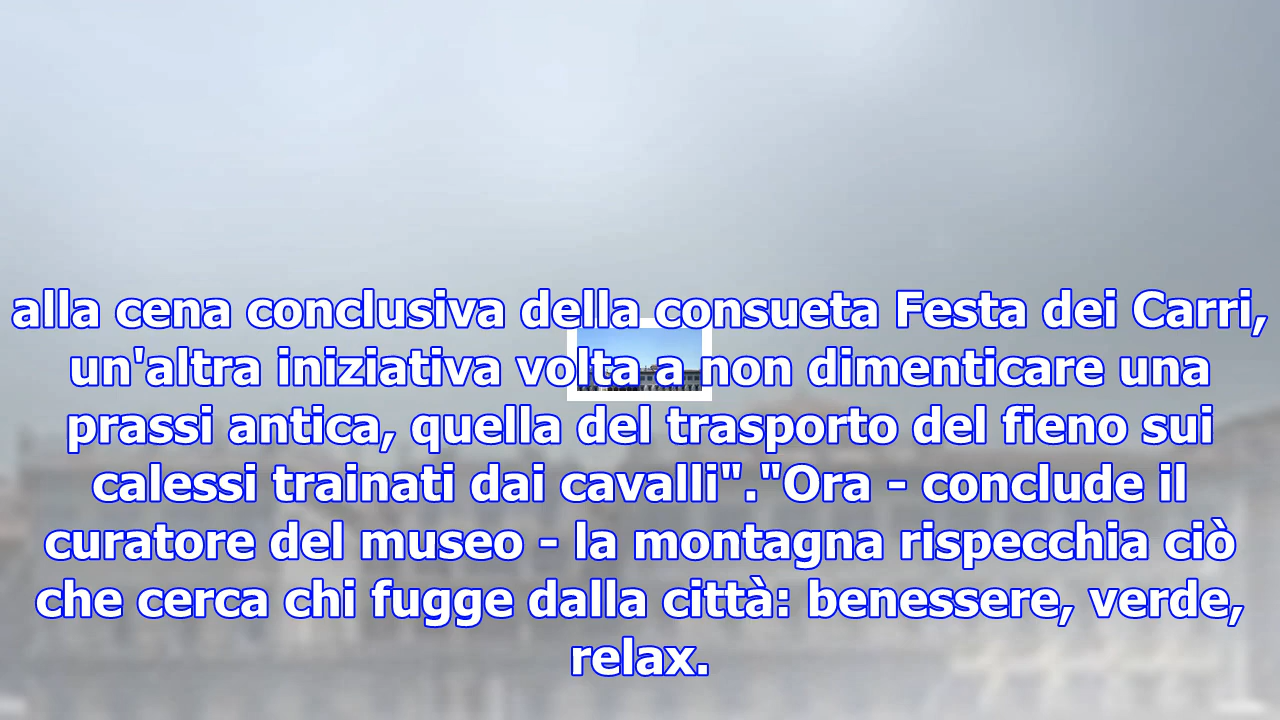 alla cena conclusiva della consueta Festa dei Carri,
un'altra iniziativa volta a non dimenticare una
prassi antica, quella del trasporto del fieno sui
calessi trainati dai cavalli"."Ora - conclude il
curatore del museo - la montagna rispecchia ciò
che cerca chi fugge dalla città: benessere, verde,
relax.